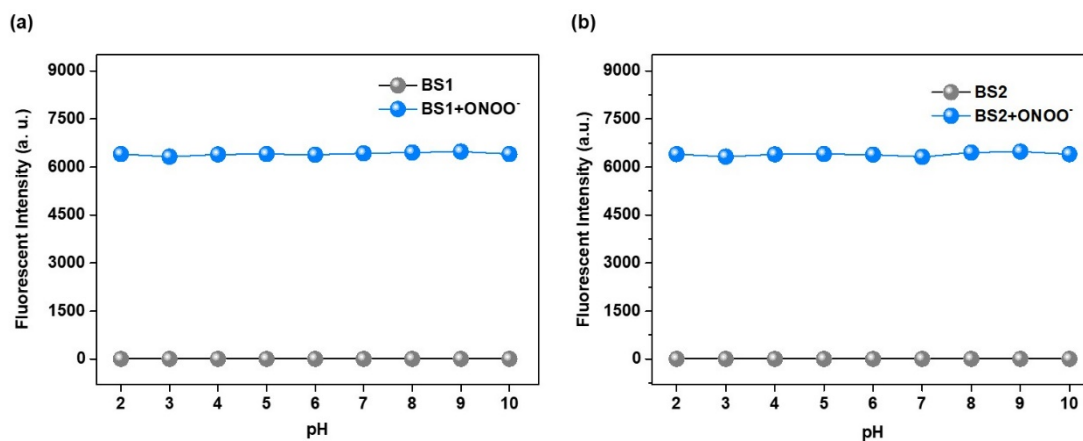 (a)
Fluorescent Intensity (a. u.)
9000
7500
6000
4500
3000
1500
0
BS1
BS1+ONOO⁻
2 3 4 5 6 7 8 9 10
pH
(b)
Fluorescent Intensity (a.u.)
9000
7500
6000
4500
3000
1500
0
BS2
BS2+ONOO⁻
2 3 4 5 6 7 8 9 10
pH